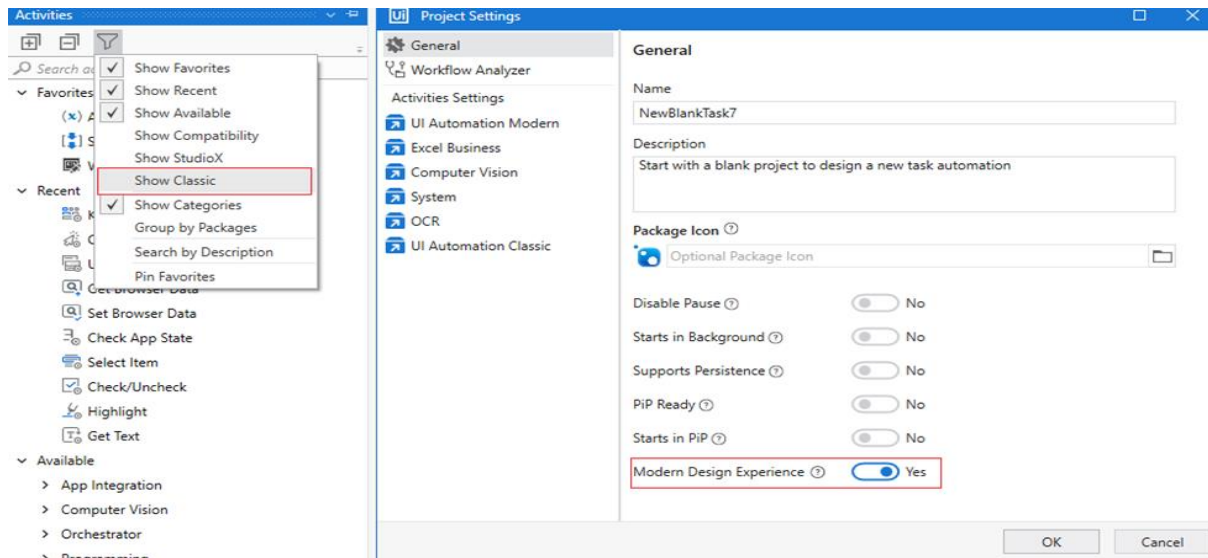 Activities
Search
Show Favorites
Show Recent
Show Available
Show Compatibility
Show StudioX
Show Classic
Show Categories
Group by Packages
Search by Description
Pin Favorites
Favorites
Recent
Get Browser Data
Set Browser Data
Check App State
Select Item
Check/Uncheck
Highlight
Get Text
Available
App Integration
Computer Vision
Orchestrator
Programming
Ui Project Settings
General
Workflow Analyzer
Activities Settings
UI Automation Modern
Excel Business
Computer Vision
System
OCR
UI Automation Classic
General
Name
NewBlankTask7
Description
Start with a blank project to design a new task automation
Package Icon
Optional Package Icon
Disable Pause No
Starts in Background No
Supports Persistence No
PiP Ready No
Starts in PiP No
Modern Design Experience Yes
OK Cancel